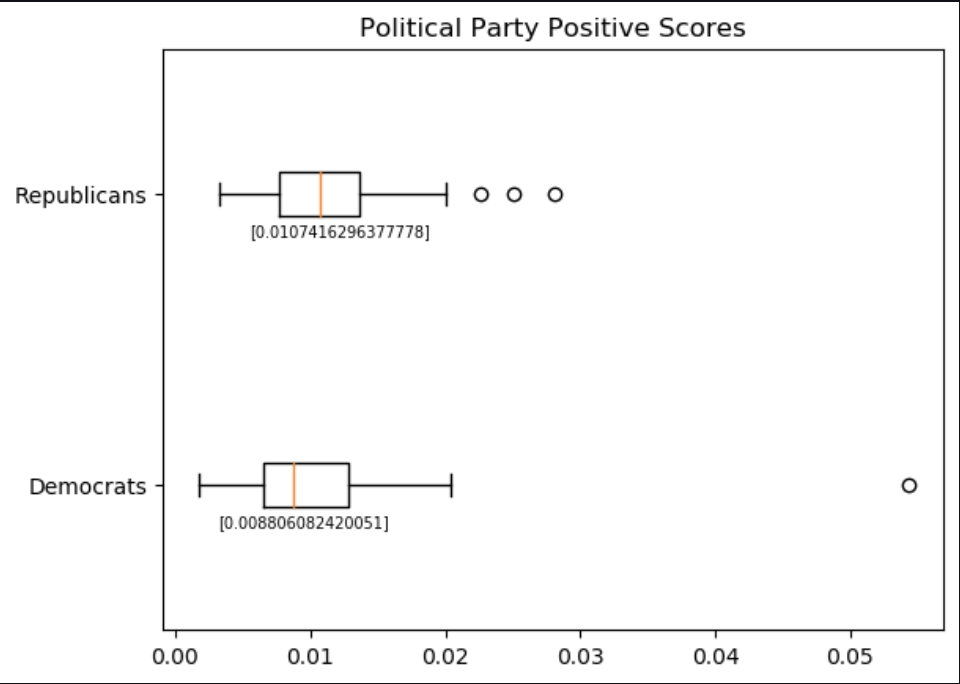 Political Party Positive Scores
Republicans
[0.0107416296377778]
Democrats
[0.008806082420051]
0.00 0.01 0.02 0.03 0.04 0.05